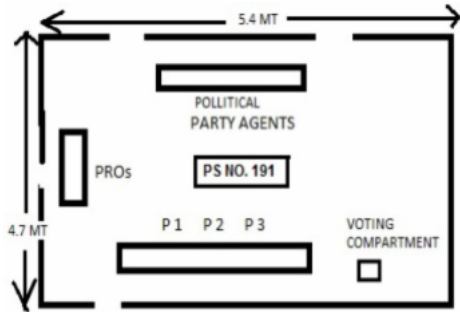 5.4 MT
POLLITICAL
PARTY AGENTS
PROs
PS NO. 191
P 1 P 2 P 3
VOTING
COMPARTMENT
4.7 MT